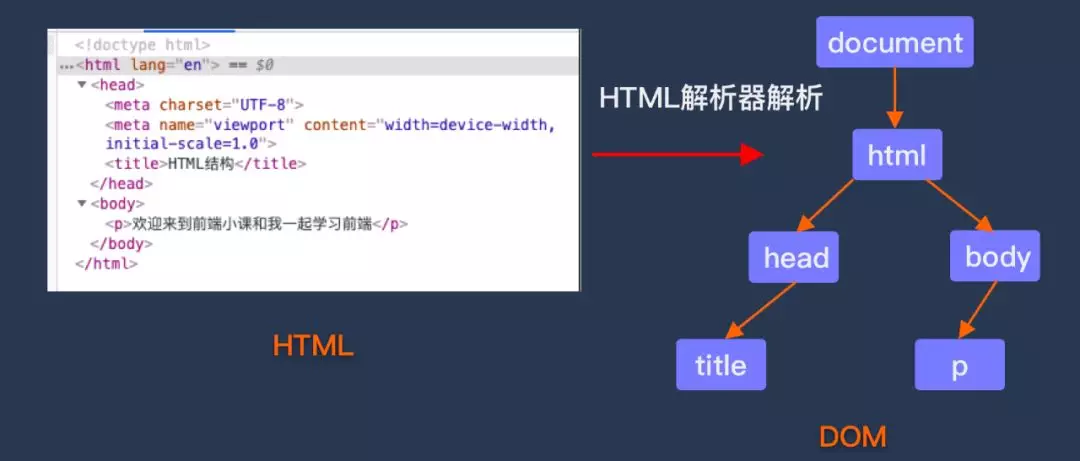 <!doctype html>
…<html lang="en"> == $0
▼<head>
<meta charset="UTF-8">
<meta name="viewport" content="width=device-width,
initial-scale=1.0">
<title>HTML结构</title>
</head>
▼<body>
<p>欢迎来到前端小课和我一起学习前端</p>
</body>
</html>
HTML
HTML解析器解析
document
html
head
body
title
p
DOM